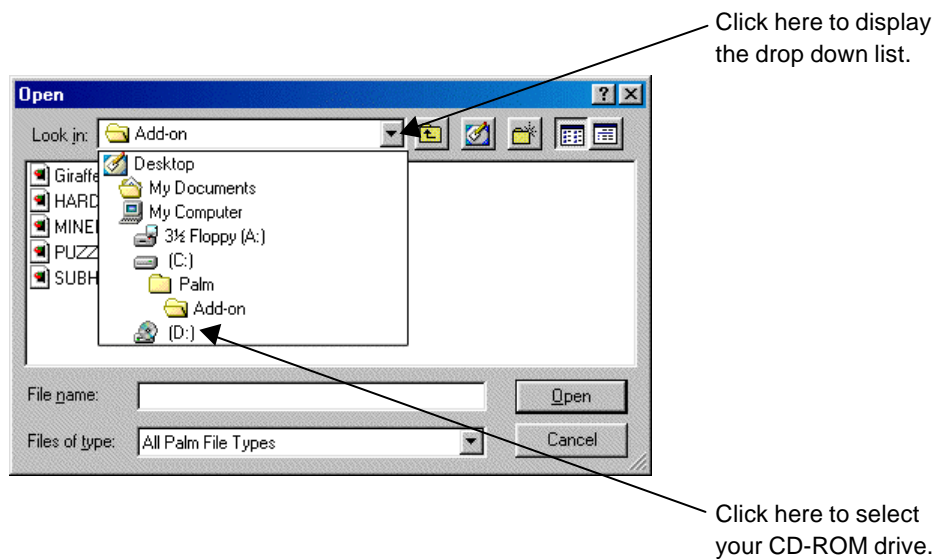 Click here to display
the drop down list.
Open
Look in: Add-on
Desktop
My Documents
My Computer
3½ Floppy (A:)
(C:)
Palm
Add-on
(D:)
Giraffe
HARD
MINE
PUZZ
SUBH
File name:
Open
Files of type: All Palm File Types
Cancel
Click here to select
your CD-ROM drive.